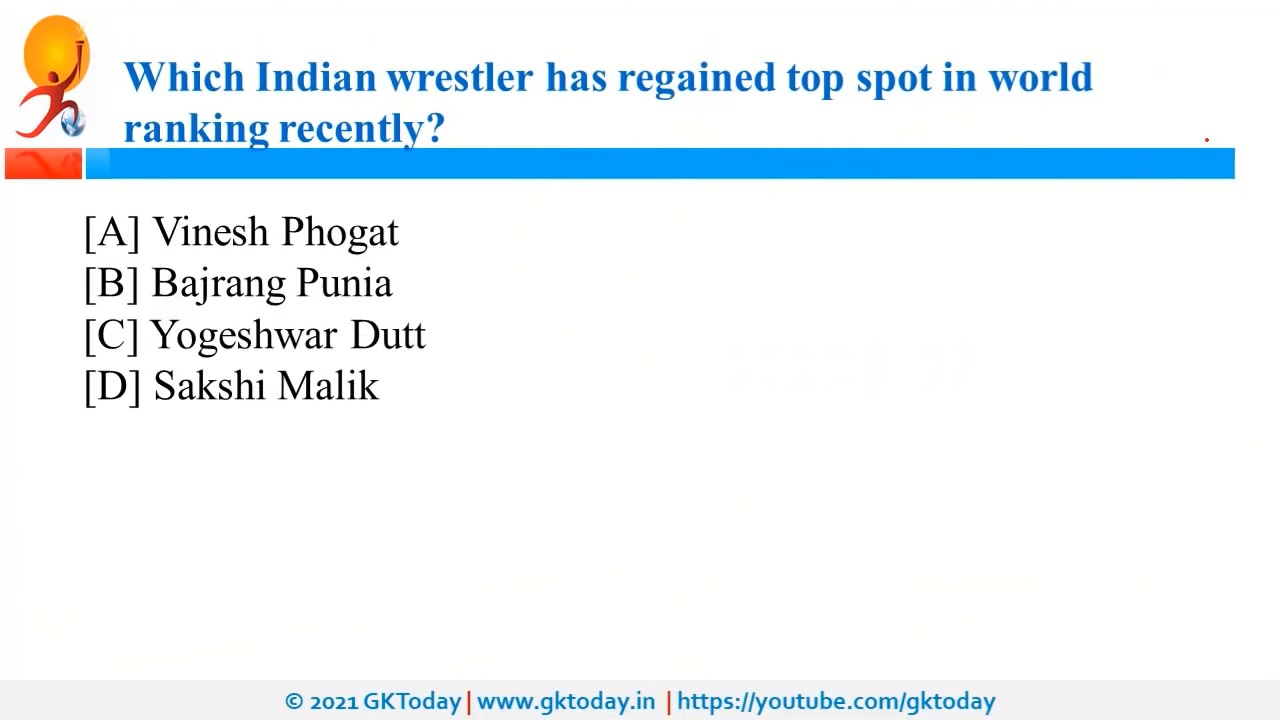 Which Indian wrestler has regained top spot in world
ranking recently?
[A] Vinesh Phogat
[B] Bajrang Punia
[C] Yogeshwar Dutt
[D] Sakshi Malik
© 2021 GKToday | www.gktoday.in | https://youtube.com/gktoday